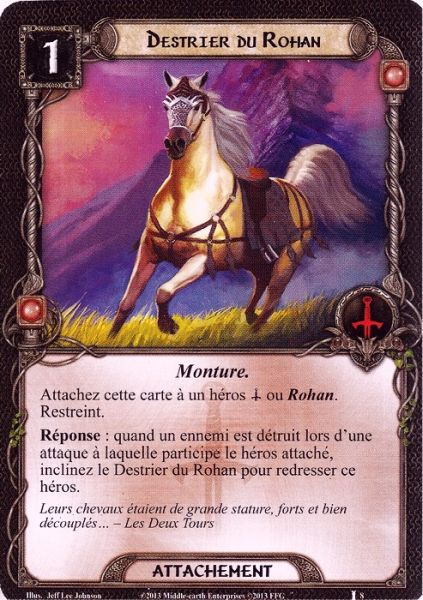 1
DESTRIER DU ROHAN
Monture.
Attachez cette carte à un héros ou Rohan.
Restreint.
Réponse : quand un ennemi est détruit lors d'une
attaque à laquelle participe le héros attaché,
inclinez le Destrier du Rohan pour redresser ce
héros.
Leurs chevaux étaient de grande stature, forts et bien
découplés… – Les Deux Tours
ATTACHEMENT
Illus. Jeff Lee Johnson ©2013 Middle-earth Enterprises ©2013 FFG 8